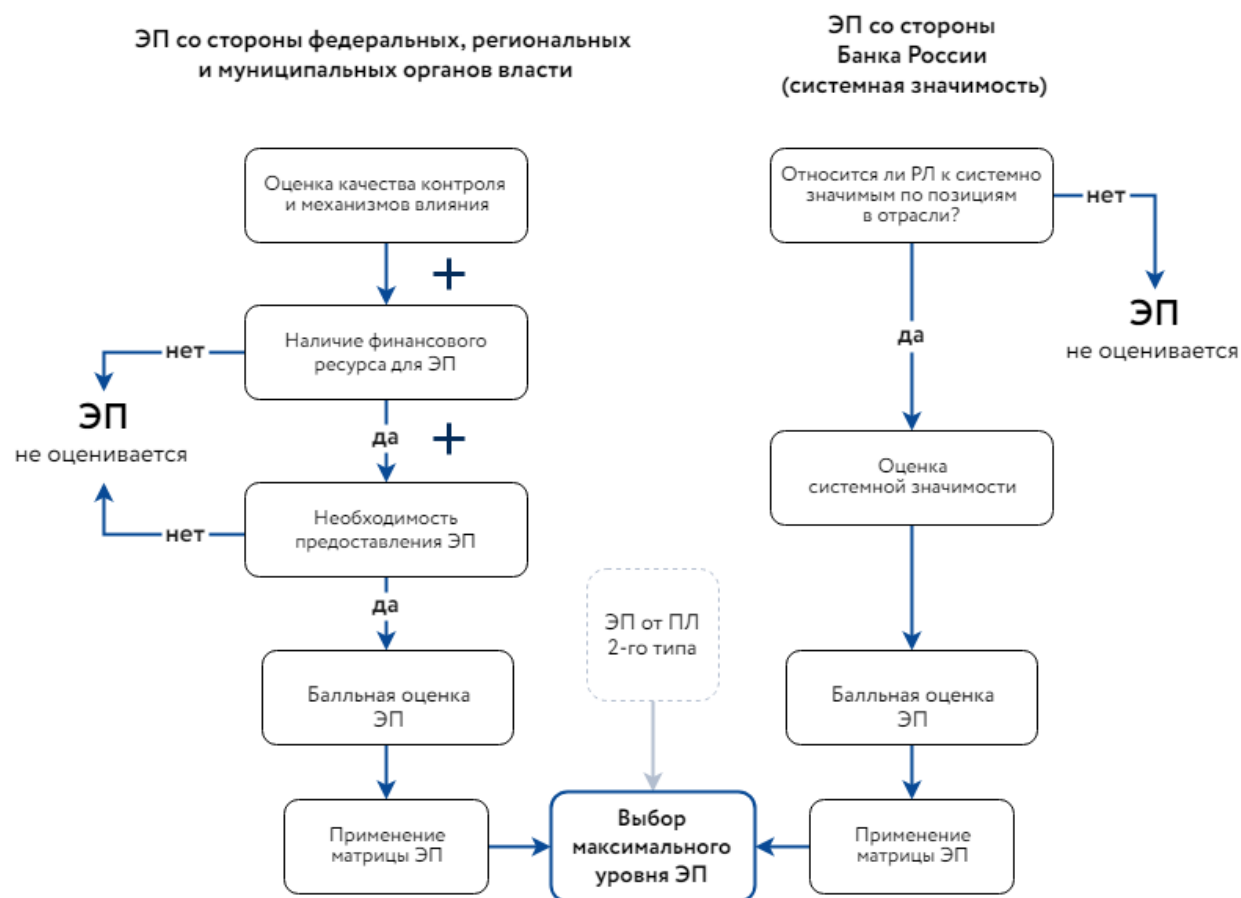 ЭП со стороны федеральных, региональных
и муниципальных органов власти
ЭП со стороны
Банка России
(системная значимость)
Оценка качества контроля
и механизмов влияния
+
Наличие финансового
ресурса для ЭП
нет
ЭП
не оценивается
да
+
Необходимость
предоставления ЭП
нет
да
Балльная оценка
ЭП
Применение
матрицы ЭП
ЭП от ПЛ
2-го типа
Выбор
максимального
уровня ЭП
Относится ли РЛ к системно
значимым по позициям
в отрасли?
нет
ЭП
не оценивается
да
Оценка
системной значимости
Балльная оценка
ЭП
Применение
матрицы ЭП